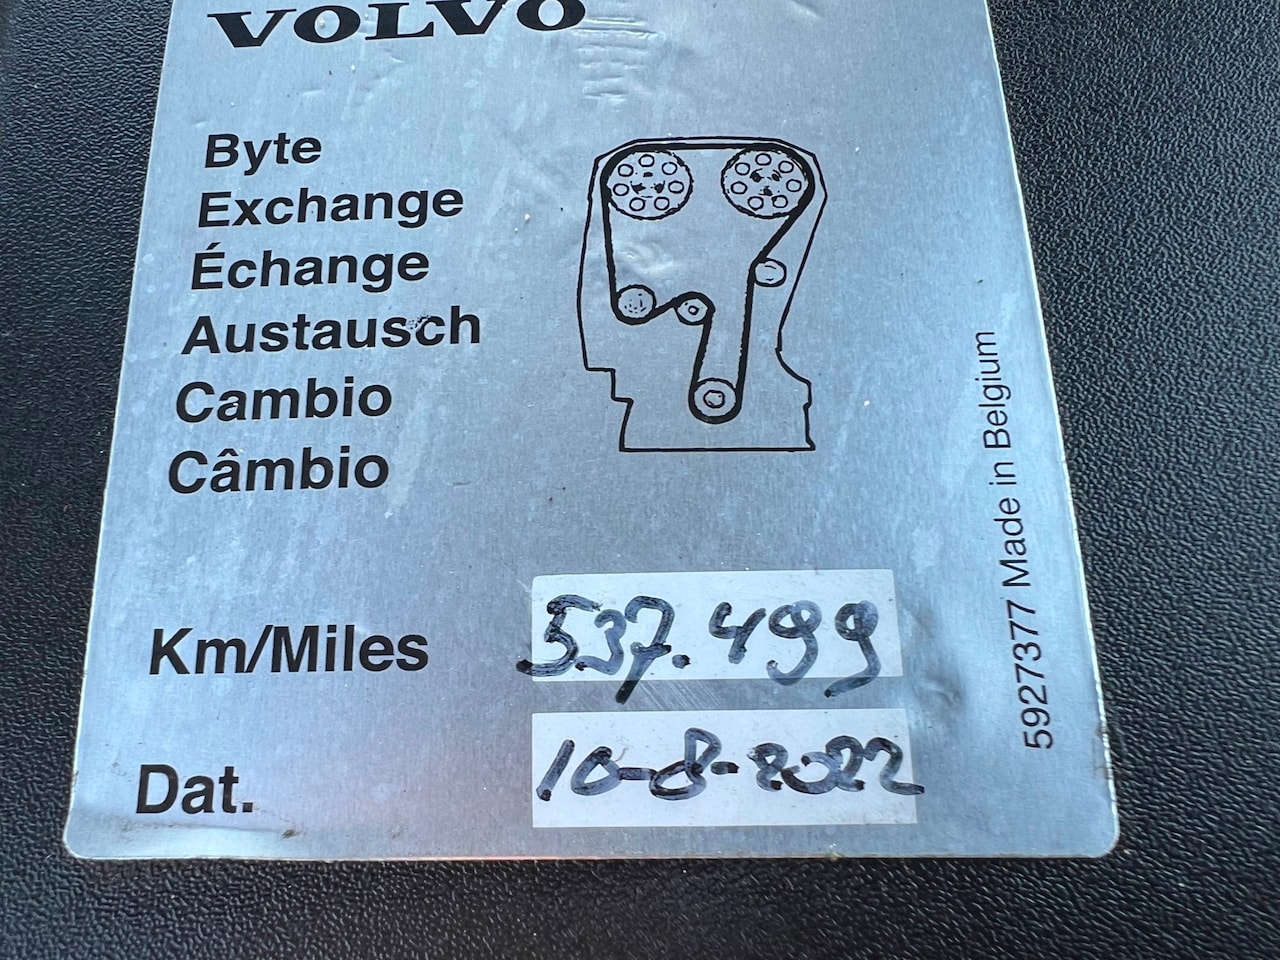 VOLVO
Byte
Exchange
Échange
Austausch
Cambio
Câmbio
Km/Miles 537.499
Dat. 10-8-2022
5927377 Made in Belgium